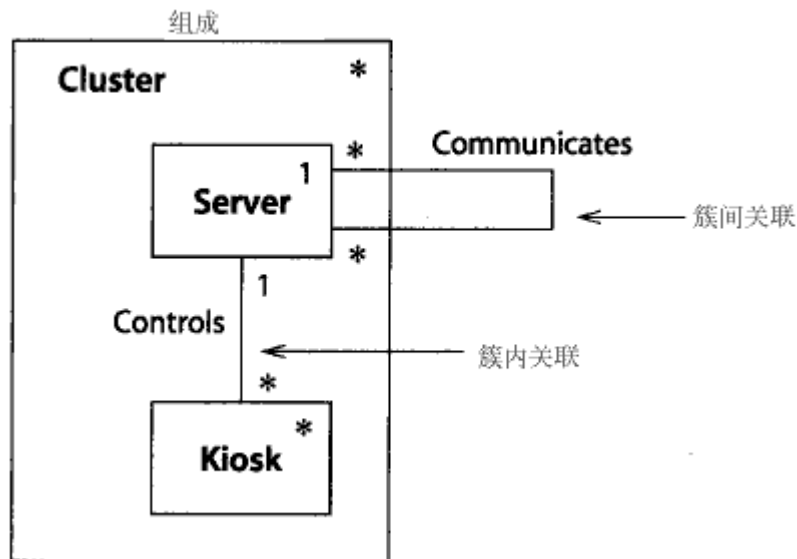 组成
Cluster
*
*
Communicates
1
Server
簇间关联
*
1
Controls
簇内关联
*
*
Kiosk